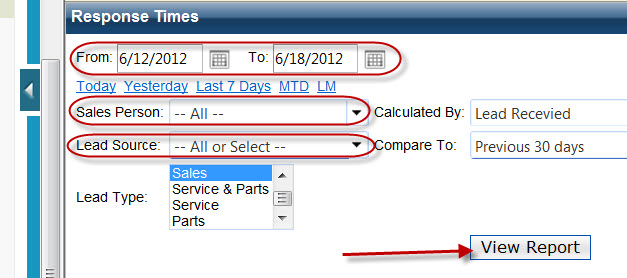 Response Times
From: 6/12/2012 To: 6/18/2012
Today Yesterday Last 7 Days MTD LM
Sales Person: -- All -- Calculated By: Lead Recevied
Lead Source: -- All or Select -- Compare To: Previous 30 days
Lead Type: Sales
Service & Parts
Service
Parts
View Report